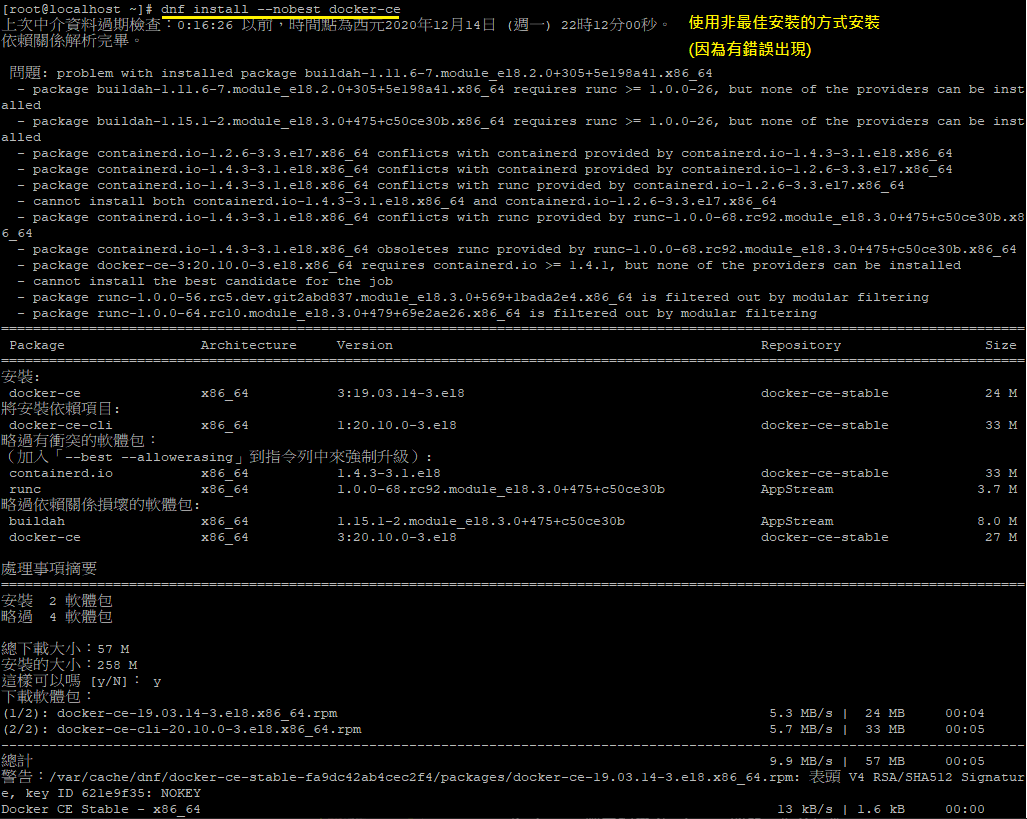 [root@localhost ~]# dnf install --nobest docker-ce
上次中介資料過期檢查：0:16:26 以前，時間點為西元2020年12月14日 (週一) 22時12分00秒。
使用非最佳安裝的方式安裝
依賴關係解析完畢。
(因為有錯誤出現)
問題: problem with installed package buildah-1.11.6-7.module_el8.2.0+305+5e198a41.x86_64
- package buildah-1.11.6-7.module_el8.2.0+305+5e198a41.x86_64 requires runc >= 1.0.0-26, but none of the providers can be inst
alled
- package buildah-1.15.1-2.module_el8.3.0+475+c50ce30b.x86_64 requires runc >= 1.0.0-26, but none of the providers can be inst
alled
- package containerd.io-1.2.6-3.3.el7.x86_64 conflicts with containerd provided by containerd.io-1.4.3-3.1.el8.x86_64
- package containerd.io-1.4.3-3.1.el8.x86_64 conflicts with containerd provided by containerd.io-1.2.6-3.3.el7.x86_64
- package containerd.io-1.4.3-3.1.el8.x86_64 conflicts with runc provided by containerd.io-1.2.6-3.3.el7.x86_64
- cannot install both containerd.io-1.4.3-3.1.el8.x86_64 and containerd.io-1.2.6-3.3.el7.x86_64
- package containerd.io-1.4.3-3.1.el8.x86_64 conflicts with runc provided by runc-1.0.0-68.rc92.module_el8.3.0+475+c50ce30b.x8
6_64
- package containerd.io-1.4.3-3.1.el8.x86_64 obsoletes runc provided by runc-1.0.0-68.rc92.module_el8.3.0+475+c50ce30b.x86_64
- package docker-ce-3:20.10.0-3.el8.x86_64 requires containerd.io >= 1.4.1, but none of the providers can be installed
- cannot install the best candidate for the job
- package runc-1.0.0-56.rc5.dev.git2abd837.module_el8.3.0+569+1bada2e4.x86_64 is filtered out by modular filtering
- package runc-1.0.0-64.rc10.module_el8.3.0+479+69e2ae26.x86_64 is filtered out by modular filtering
Package Architecture Version Repository Size
安裝:
docker-ce x86_64 3:19.03.14-3.el8 docker-ce-stable 24 M
將安裝依賴項目:
docker-ce-cli x86_64 1:20.10.0-3.el8 docker-ce-stable 33 M
略過有衝突的軟體包：
（加入「--best --allowerasing」到指令列中來強制升級）:
containerd.io x86_64 1.4.3-3.1.el8 docker-ce-stable 33 M
runc x86_64 1.0.0-68.rc92.module_el8.3.0+475+c50ce30b AppStream 3.7 M
略過依賴關係損壞的軟體包:
buildah x86_64 1.15.1-2.module_el8.3.0+475+c50ce30b AppStream 8.0 M
docker-ce x86_64 3:20.10.0-3.el8 docker-ce-stable 27 M
處理事項摘要
安裝 2 軟體包
略過 4 軟體包
總下載大小：57 M
安裝的大小：258 M
這樣可以嗎 [y/N]： y
下載軟體包：
(1/2): docker-ce-19.03.14-3.el8.x86_64.rpm 5.3 MB/s | 24 MB 00:04
(2/2): docker-ce-cli-20.10.0-3.el8.x86_64.rpm 5.7 MB/s | 33 MB 00:05
總計 9.9 MB/s | 57 MB 00:05
警告：/var/cache/dnf/docker-ce-stable-fa9dc42ab4cec2f4/packages/docker-ce-19.03.14-3.el8.x86_64.rpm: 表頭 V4 RSA/SHA512 Signatur
e, key ID 621e9f35: NOKEY
Docker CE Stable - x86_64 13 kB/s | 1.6 kB 00:00